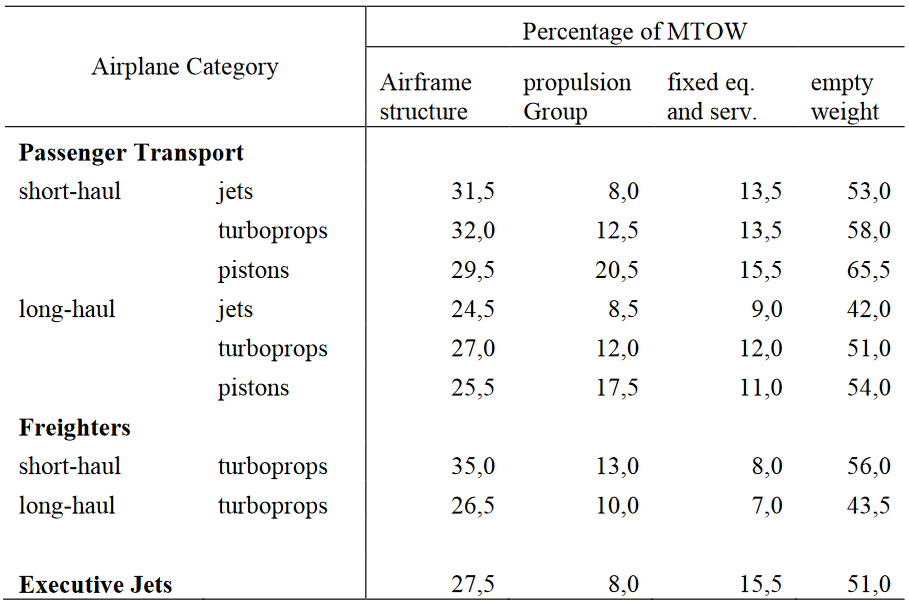 Airplane Category
Percentage of MTOW
Airframe structure
propulsion Group
fixed eq. and serv.
empty weight
Passenger Transport
short-haul jets 31,5 8,0 13,5 53,0
turboprops 32,0 12,5 13,5 58,0
pistons 29,5 20,5 15,5 65,5
long-haul jets 24,5 8,5 9,0 42,0
turboprops 27,0 12,0 12,0 51,0
pistons 25,5 17,5 11,0 54,0
Freighters
short-haul turboprops 35,0 13,0 8,0 56,0
long-haul turboprops 26,5 10,0 7,0 43,5
Executive Jets 27,5 8,0 15,5 51,0